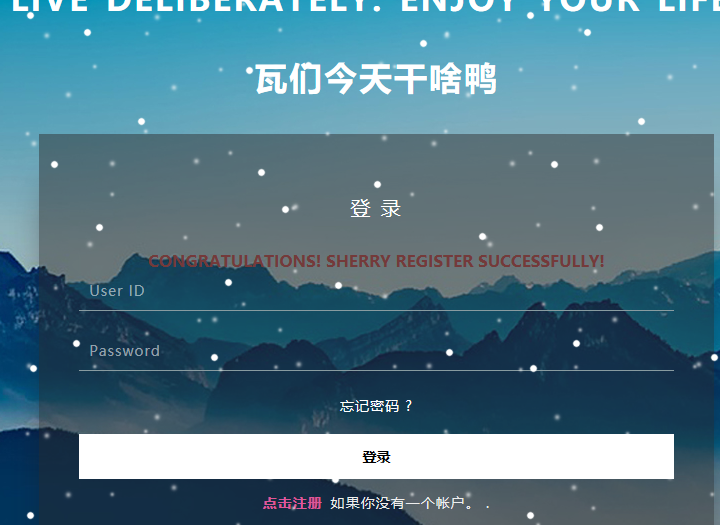 LIVE DELIBERATELY. ENJOY YOUR LIFE
瓦们今天干啥鸭
登 录
CONGRATULATIONS! SHERRY REGISTER SUCCESSFULLY!
User ID
Password
忘记密码 ?
登录
点击注册 如果你没有一个帐户。.